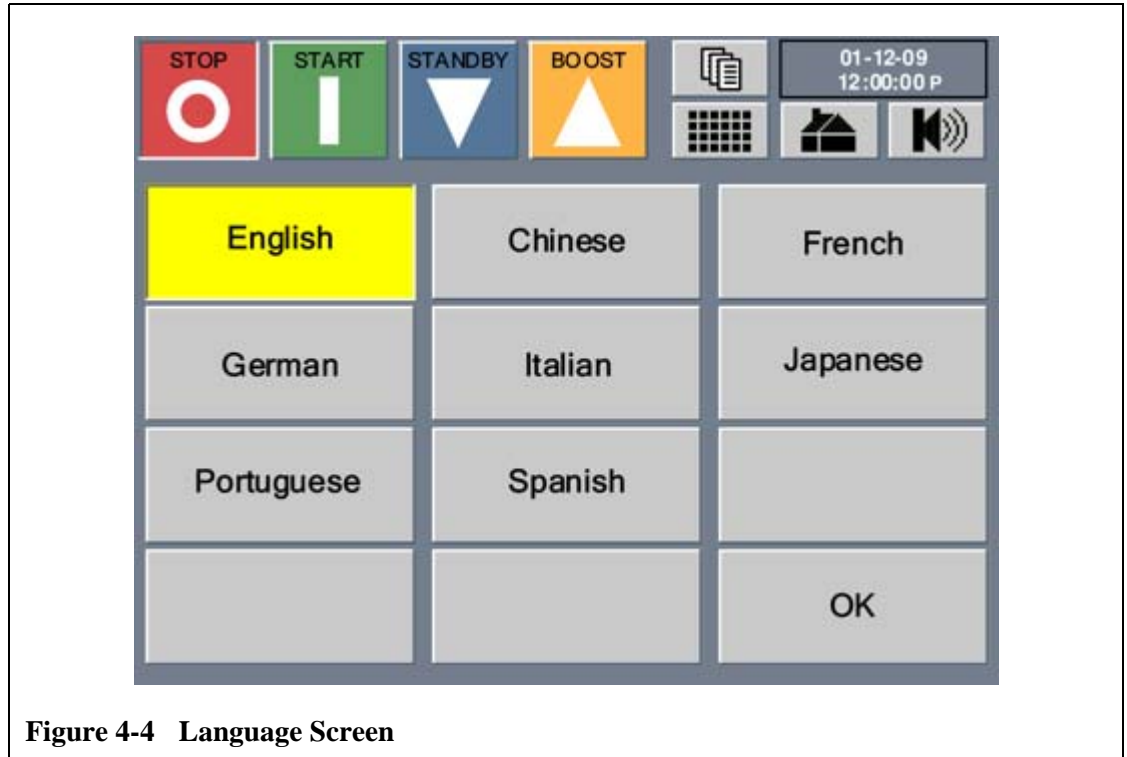 STOP START STANDBY BOOST 01-12-09
12:00:00 P
English Chinese French
German Italian Japanese
Portuguese Spanish
OK
Figure 4-4 Language Screen